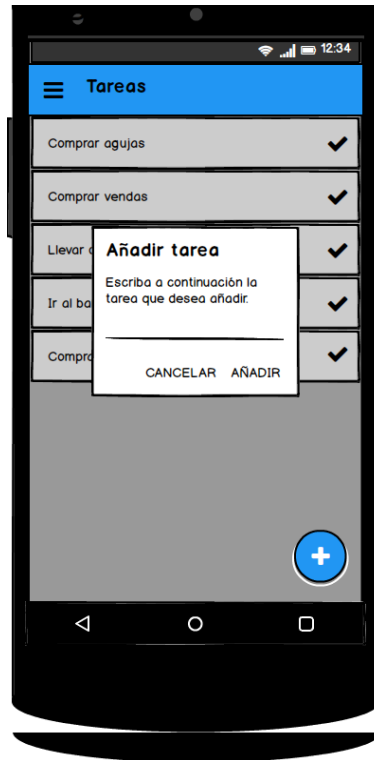 12:34
Tareas
Comprar agujas
Comprar vendas
Llevar
Añadir tarea
Escriba a continuación la
Ir al ba
tarea que desea añadir.
Compra
CANCELAR AÑADIR